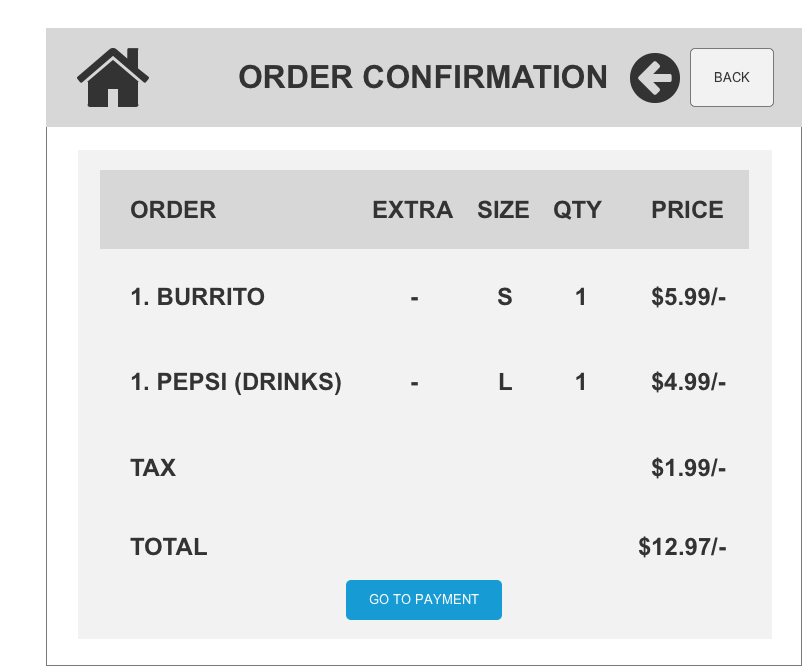 ORDER CONFIRMATION BACK
ORDER EXTRA SIZE QTY PRICE
1. BURRITO - S 1 $5.99/-
1. PEPSI (DRINKS) - L 1 $4.99/-
TAX $1.99/-
TOTAL $12.97/-
GO TO PAYMENT